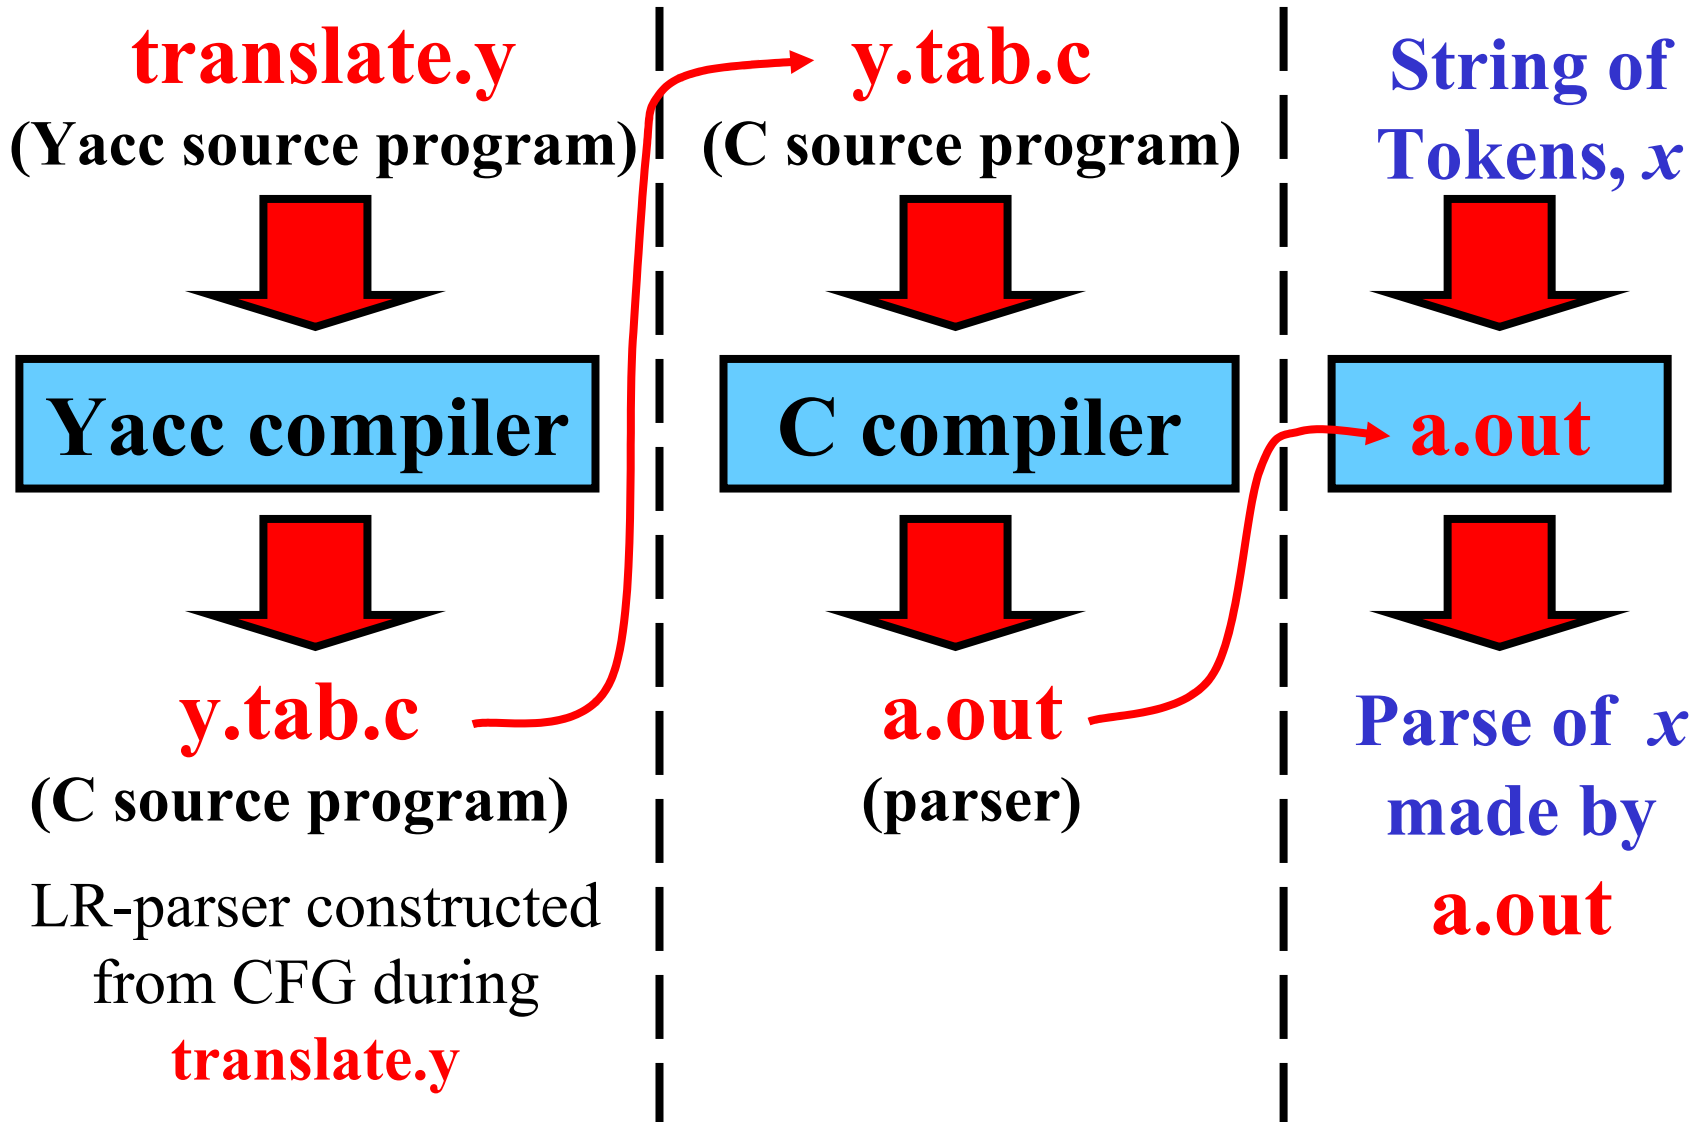 translate.y
(Yacc source program)
Yacc compiler
y.tab.c
(C source program)
LR-parser constructed
from CFG during
translate.y
y.tab.c
(C source program)
C compiler
a.out
(parser)
String of
Tokens, x
a.out
Parse of x
made by
a.out